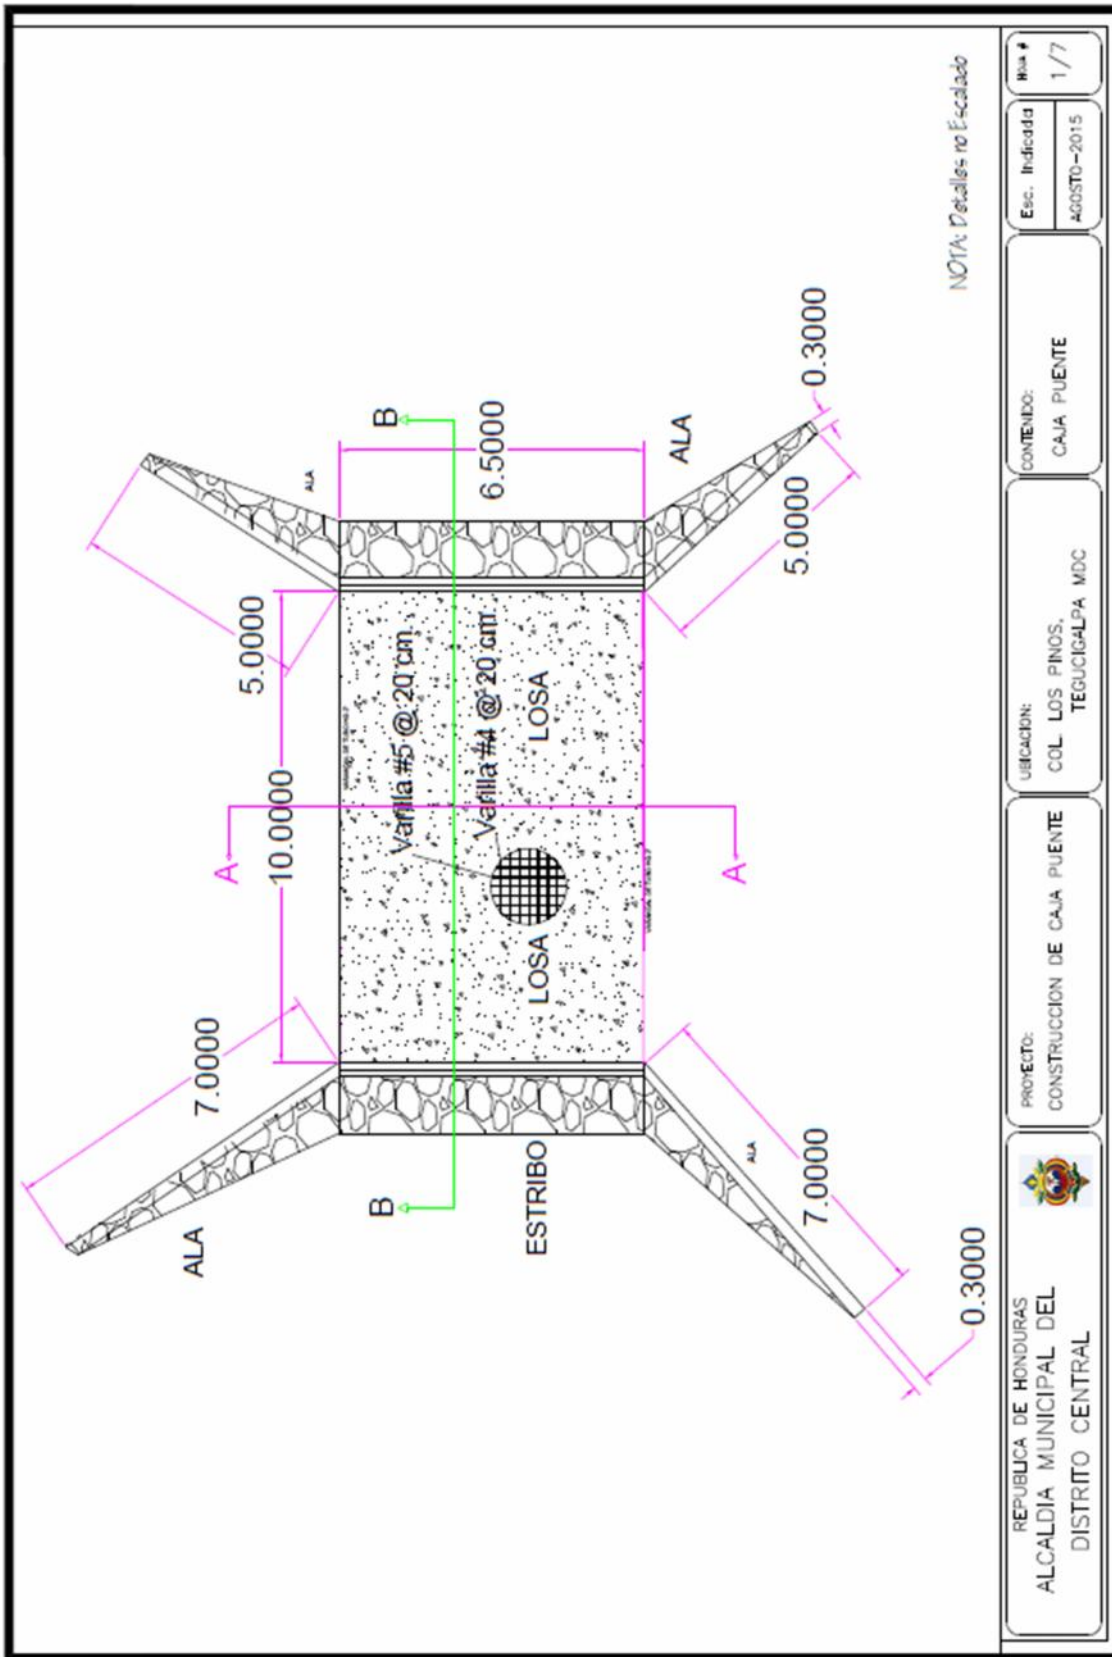 7.0000
ALA
5.0000
10.0000
ALA
A
B
B
Varilla #5 @ 20 cm.
Varilla #4 @ 20 cm.
6.5000
LOSA
LOSA
ESTRIBO
A
ALA
ALA
7.0000
5.0000
0.3000
0.3000
NOTA: Detalles no Escalado
REPUBLICA DE HONDURAS
ALCALDIA MUNICIPAL DEL
DISTRITO CENTRAL
PROYECTO:
CONSTRUCCION DE CAJA PUENTE
UBICACION:
COL. LOS PINOS,
TEGUCIGALPA MDC
CONTENIDO:
CAJA PUENTE
Esc. Indicada
AGOSTO-2015
HOJA #
1/7